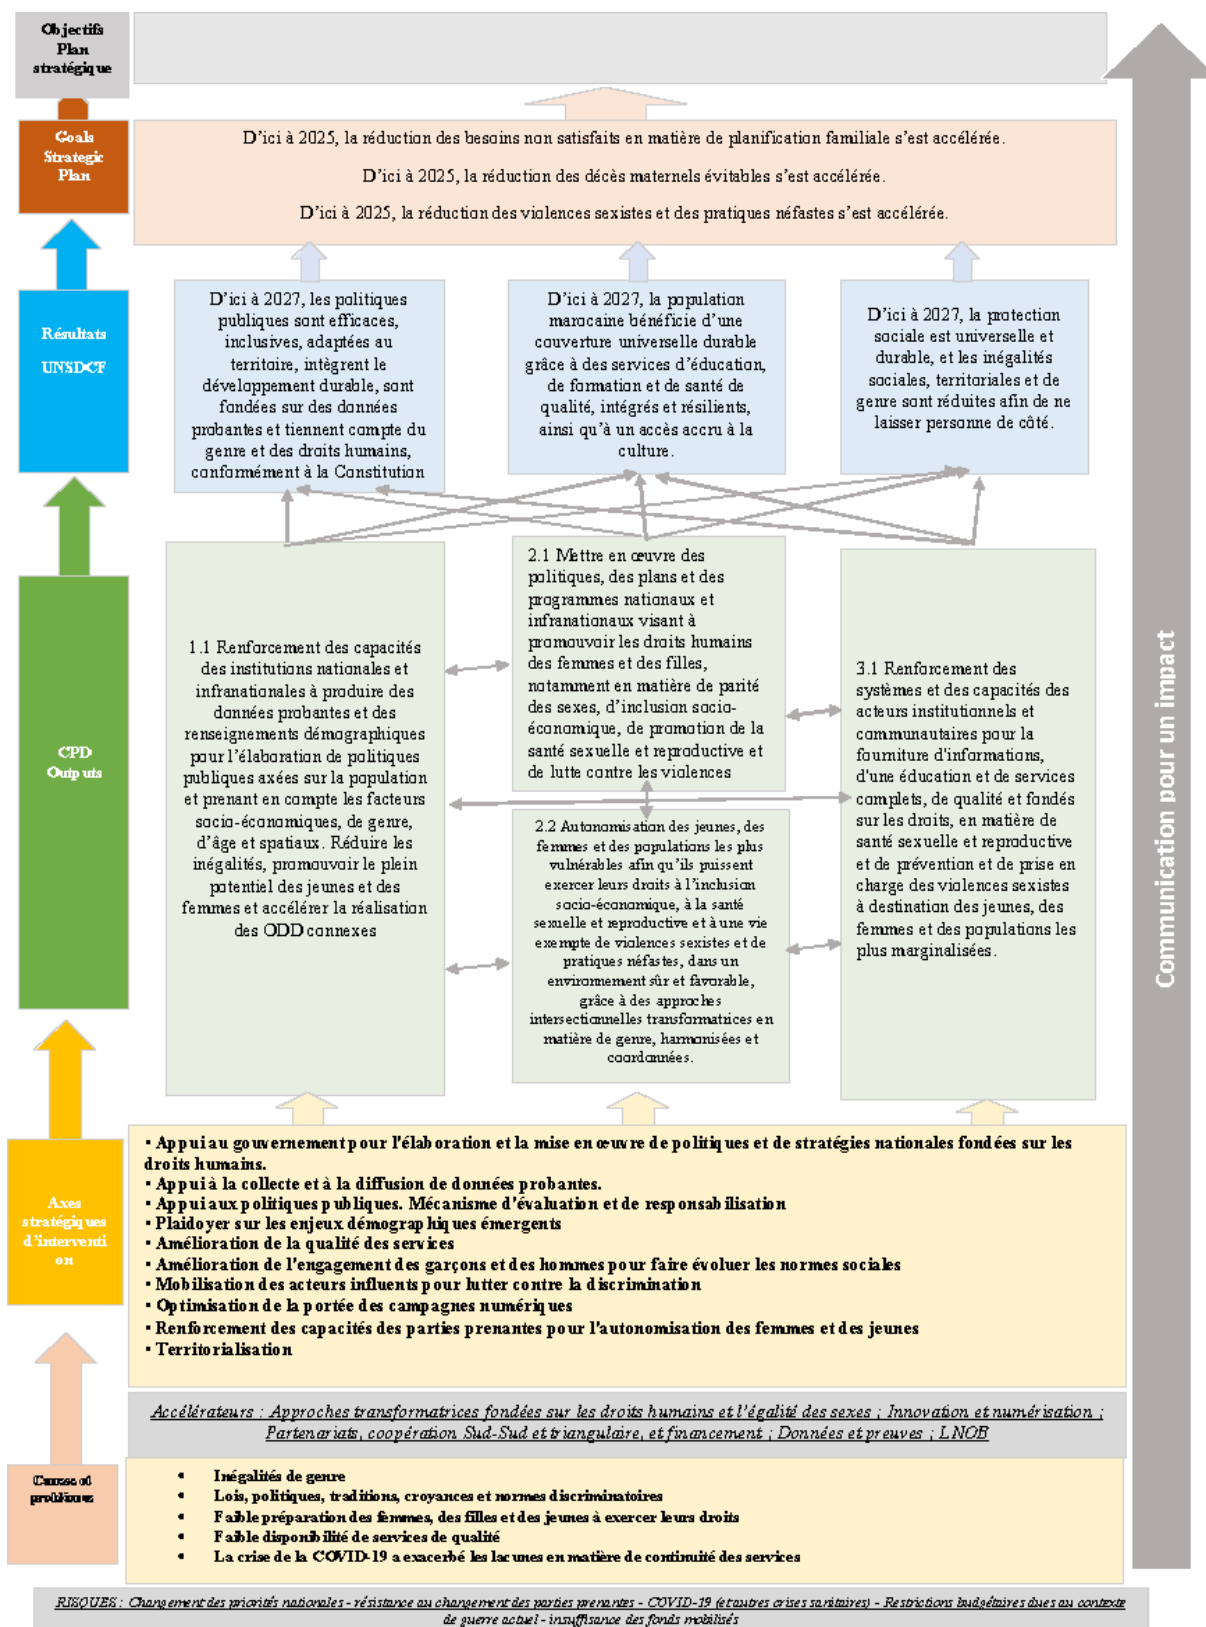 Objectifs
Plan
stratégique
Goals
Strategic
Plan
D'ici à 2025, la réduction des besoins non satisfaits en matière de planification familiale s'est accélérée.
D'ici à 2025, la réduction des décès maternels évitables s'est accélérée.
D'ici à 2025, la réduction des violences sexistes et des pratiques néfastes s'est accélérée.
Résultats
UNSDCF
D'ici à 2027, les politiques
publiques sont efficaces,
inclusives, adaptées au
territoire, intègrent le
développement durable, sont
fondées sur des données
probantes et tiennent compte du
genre et des droits humains,
conformément à la Constitution
D'ici à 2027, la population
marocaine bénéficie d'une
couverture universelle durable
grâce à des services d'éducation,
de formation et de santé de
qualité, intégrés et résilients,
ainsi qu'à un accès accru à la
culture.
D'ici à 2027, la protection
sociale est universelle et
durable, et les inégalités
sociales, territoriales et de
genre sont réduites afin de ne
laisser personne de côté.
CPD
Outputs
1.1 Renforcement des capacités
des institutions nationales et
infranationales à produire des
données probantes et des
renseignements démographiques
pour l'élaboration de politiques
publiques axées sur la population
et prenant en compte les facteurs
socio-économiques, de genre,
d'âge et spatiaux. Réduire les
inégalités, promouvoir le plein
potentiel des jeunes et des
femmes et accélérer la réalisation
des ODD connexes
2.1 Mettre en œuvre des
politiques, des plans et des
programmes nationaux et
infranationaux visant à
promouvoir les droits humains
des femmes et des filles,
notamment en matière de parité
des sexes, d'inclusion socio-
économique, de promotion de la
santé sexuelle et reproductive et
de lutte contre les violences
2.2 Autonomisation des jeunes, des
femmes et des populations les plus
vulnérables afin qu'ils puissent
exercer leurs droits à l'inclusion
socio-économique, à la santé
sexuelle et reproductive et à une vie
exempte de violences sexistes et de
pratiques néfastes, dans un
environnement sûr et favorable,
grâce à des approches
intersectionnelles transformatrices en
matière de genre, harmonisées et
coordonnées.
3.1 Renforcement des
systèmes et des capacités des
acteurs institutionnels et
communautaires pour la
fourniture d'informations,
d'une éducation et de services
complets, de qualité et fondés
sur les droits, en matière de
santé sexuelle et reproductive
et de prévention et de prise en
charge des violences sexistes
à destination des jeunes, des
femmes et des populations les
plus marginalisées.
Communication pour un impact
Axes
stratégiques
d'interventi
on
• Appui au gouvernement pour l'élaboration et la mise en œuvre de politiques et de stratégies nationales fondées sur les
droits humains.
• Appui à la collecte et à la diffusion de données probantes.
• Appui aux politiques publiques. Mécanisme d'évaluation et de responsabilisation
• Plaidoyer sur les enjeux démographiques émergents
• Amélioration de la qualité des services
• Amélioration de l'engagement des garçons et des hommes pour faire évoluer les normes sociales
• Mobilisation des acteurs influents pour lutter contre la discrimination
• Optimisation de la portée des campagnes numériques
• Renforcement des capacités des parties prenantes pour l'autonomisation des femmes et des jeunes
• Territorialisation
Accélérateurs : Approches transformatrices fondées sur les droits humains et l'égalité des sexes ; Innovation et numérisation ;
Partenariats, coopération Sud-Sud et triangulaire, et financement ; Données et preuves ; LNOB
• Inégalités de genre
• Lois, politiques, traditions, croyances et normes discriminatoires
• Faible préparation des femmes, des filles et des jeunes à exercer leurs droits
• Faible disponibilité de services de qualité
• La crise de la COVID-19 a exacerbé les lacunes en matière de continuité des services
RISQUES : Changement des priorités nationales - résistance au changement des parties prenantes - COVID-19 (et autres crises sanitaires) - Restrictions budgétaires dues au contexte
de guerre actuel - insuffisance des fonds mobilisés